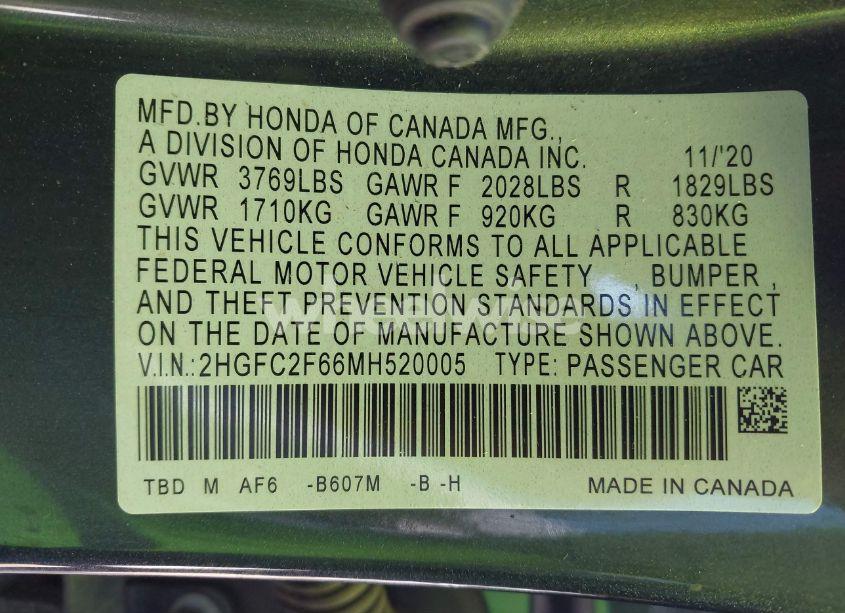 MFD.BY HONDA OF CANADA MFG.,
A DIVISION OF HONDA CANADA INC. 11/'20
GVWR 3769LBS GAWR F 2028LBS R 1829LBS
GVWR 1710KG GAWR F 920KG R 830KG
THIS VEHICLE CONFORMS TO ALL APPLICABLE
FEDERAL MOTOR VEHICLE SAFETY , BUMPER ,
AND THEFT PREVENTION STANDARDS IN EFFECT
ON THE DATE OF MANUFACTURE SHOWN ABOVE.
V.I.N.:2HGFC2F66MH520005 TYPE: PASSENGER CAR
TBD M AF6 -B607M -B -H MADE IN CANADA